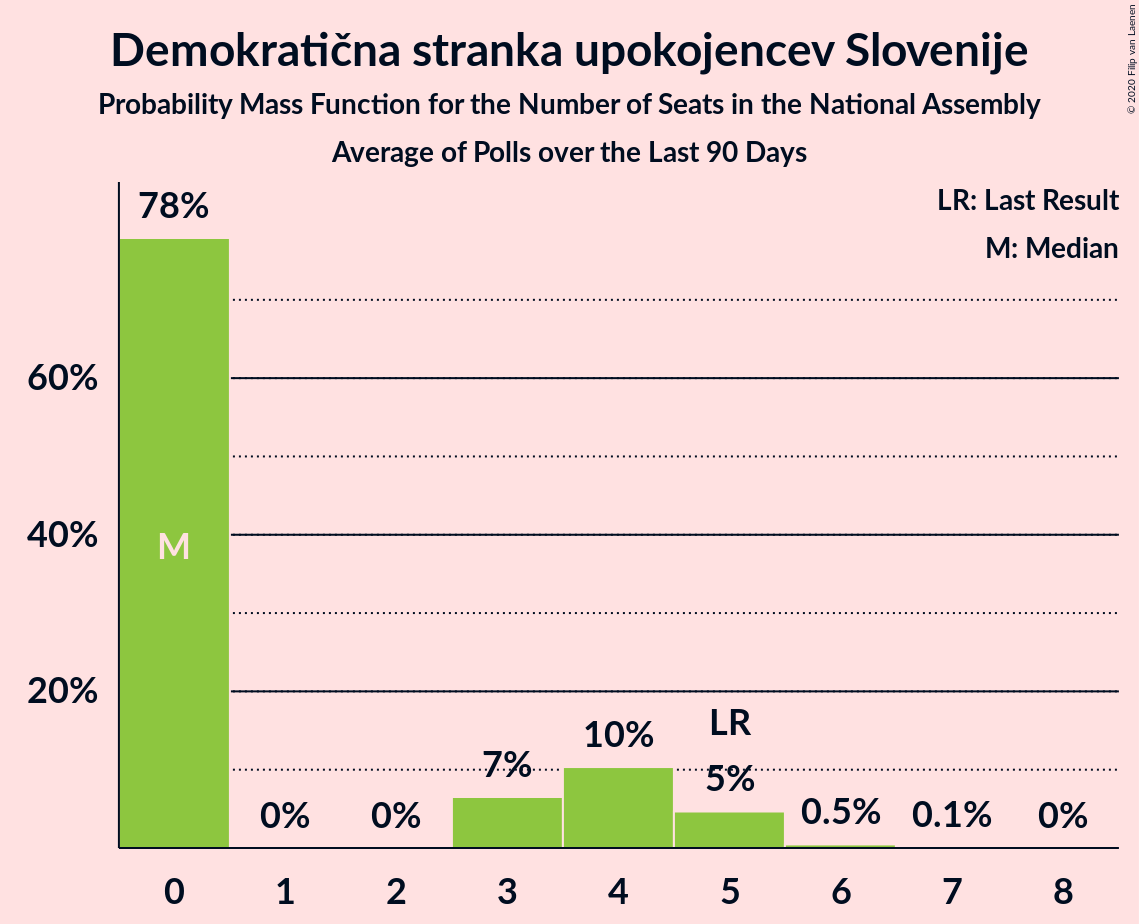 Demokratična stranka upokojencev Slovenije
Probability Mass Function for the Number of Seats in the National Assembly
Average of Polls over the Last 90 Days
© 2020 Filip van Laenen
LR: Last Result
M: Median
78%
60%
40%
20%
M
0%
0%
7%
10%
LR
5%
0.5%
0.1%
0%
0 1 2 3 4 5 6 7 8